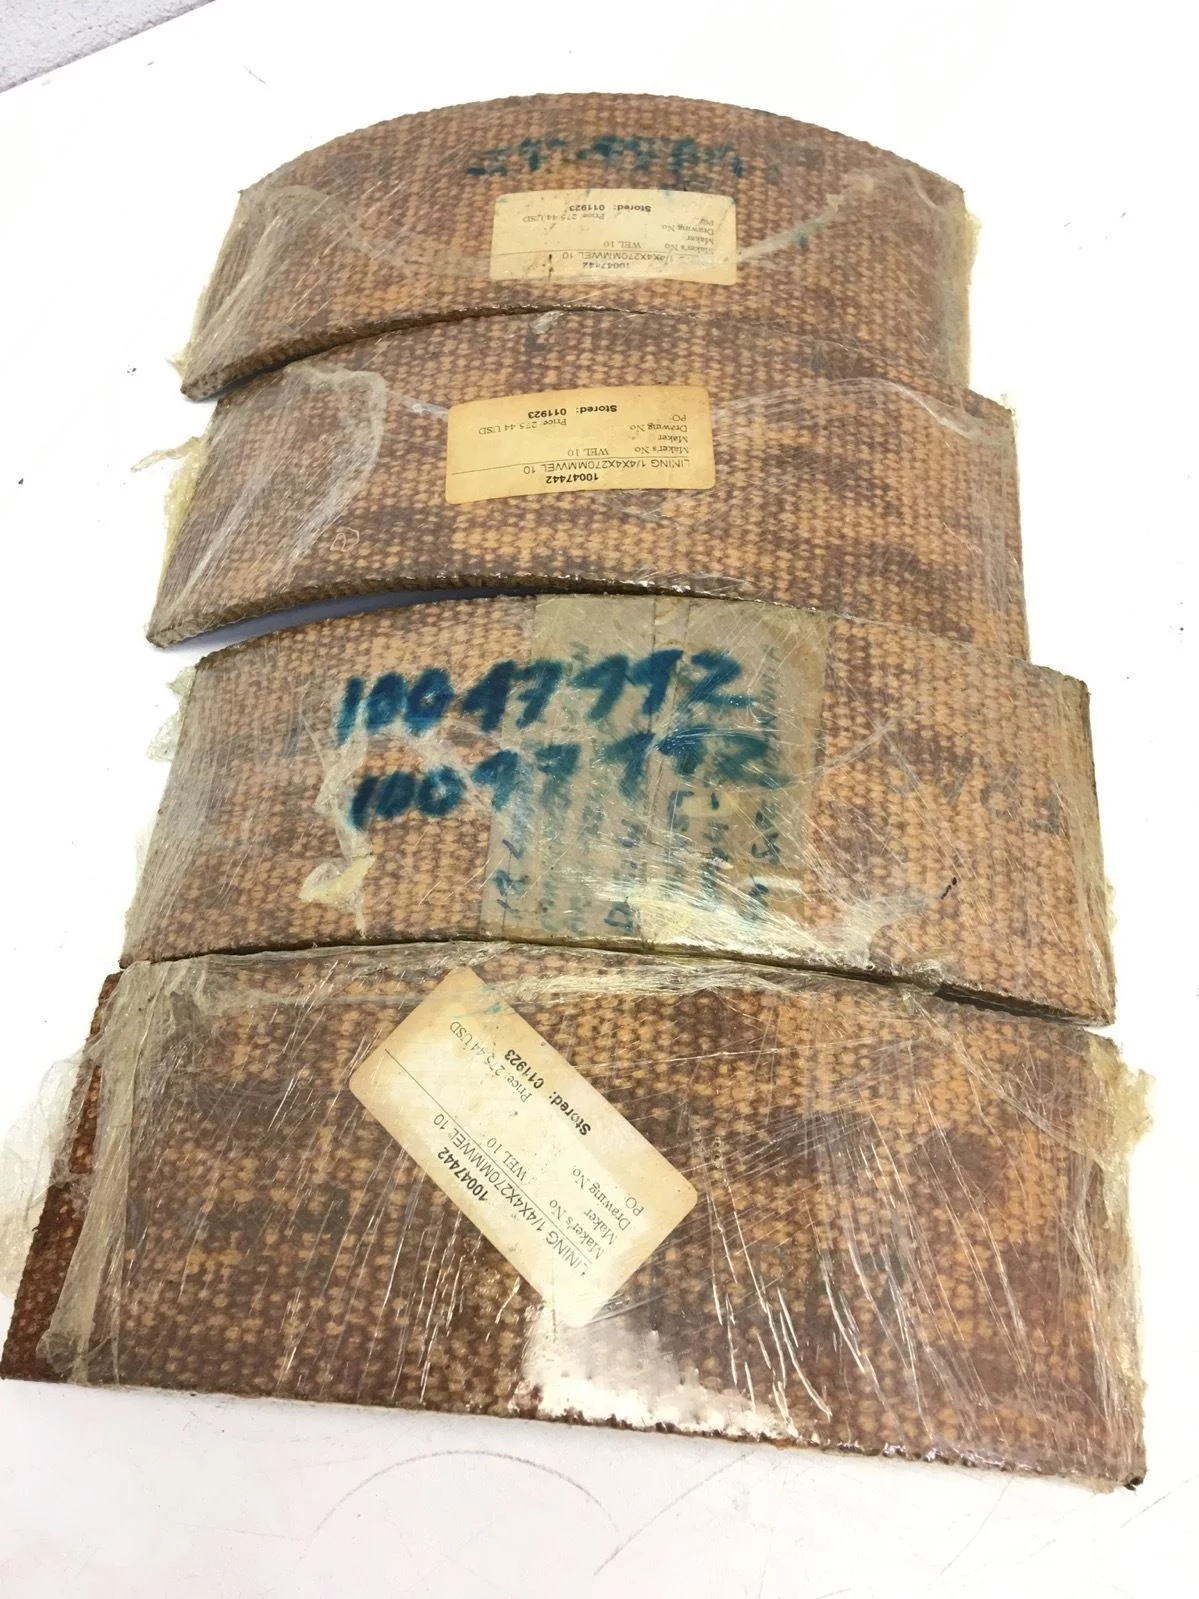 10047442
1/4X4X270MMWEL 10
Maker's No WEL 10
Maker
Drawing No
PO:
Price: 275.44 USD
Stored: 011923
10047442
LINING 1/4X4X270MMWEL 10
Maker's No WEL 10
Maker
Drawing No
PO:
Price: 275.44 USD
Stored: 011923
10047442
10047442
10047442
LINING 1/4X4X270MMWEL 10
Maker's No WEL 10
Maker
Drawing No
PO:
Price: 275.44 USD
Stored: 011923